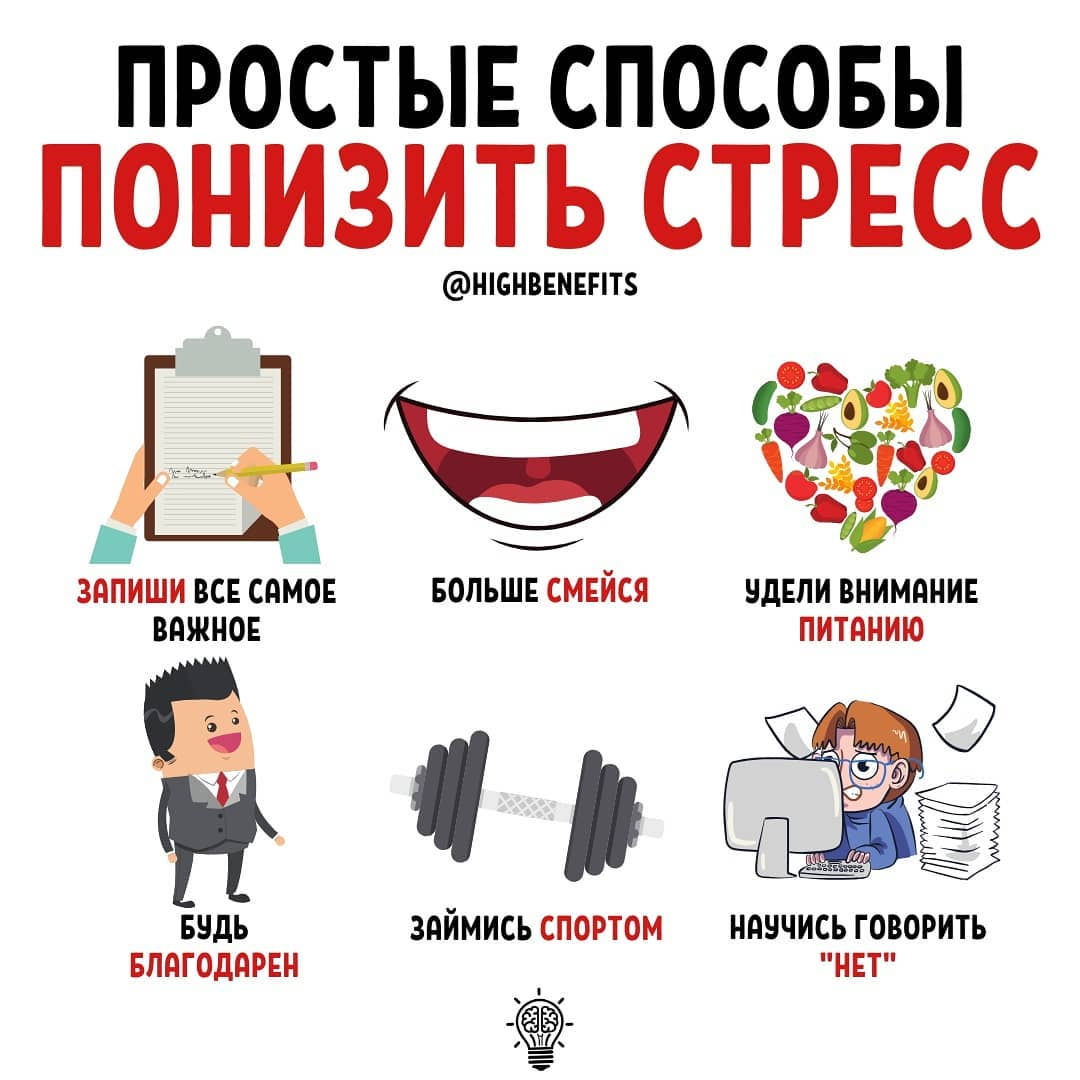 ПРОСТЫЕ СПОСОБЫ
ПОНИЗИТЬ СТРЕСС
@HIGHBENEFITS
ЗАПИШИ ВСЕ САМОЕ
ВАЖНОЕ
БОЛЬШЕ СМЕЙСЯ
УДЕЛИ ВНИМАНИЕ
ПИТАНИЮ
БУДЬ
БЛАГОДАРЕН
ЗАЙМИСЬ СПОРТОМ
НАУЧИСЬ ГОВОРИТЬ
"НЕТ"